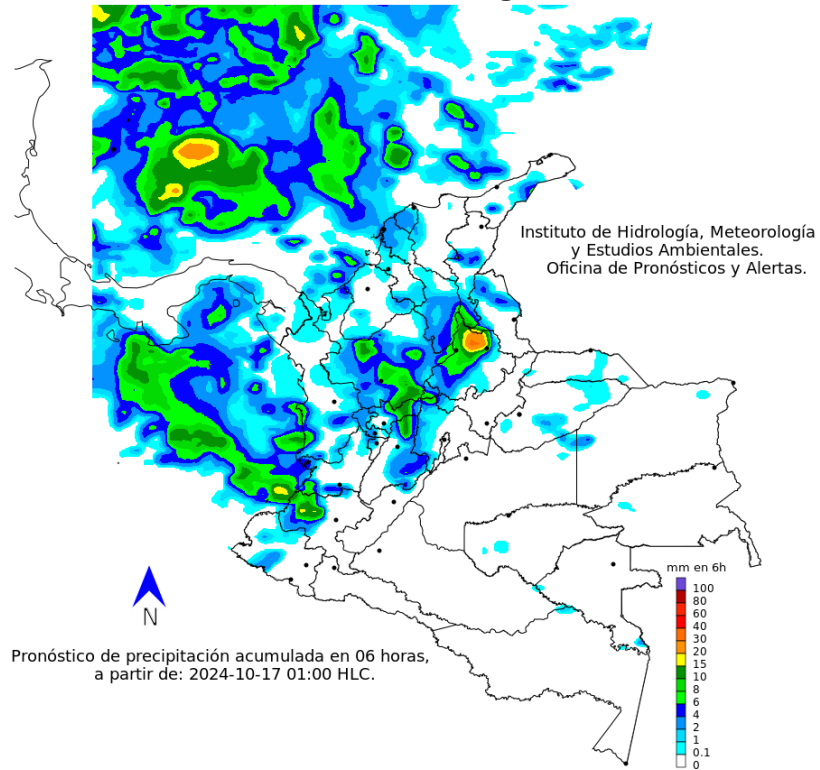 Instituto de Hidrología, Meteorología
y Estudios Ambientales.
Oficina de Pronósticos y Alertas.
mm en 6h
100
80
60
40
30
20
15
10
8
6
4
2
1
0.1
0
N
Pronóstico de precipitación acumulada en 06 horas,
a partir de: 2024-10-17 01:00 HLC.